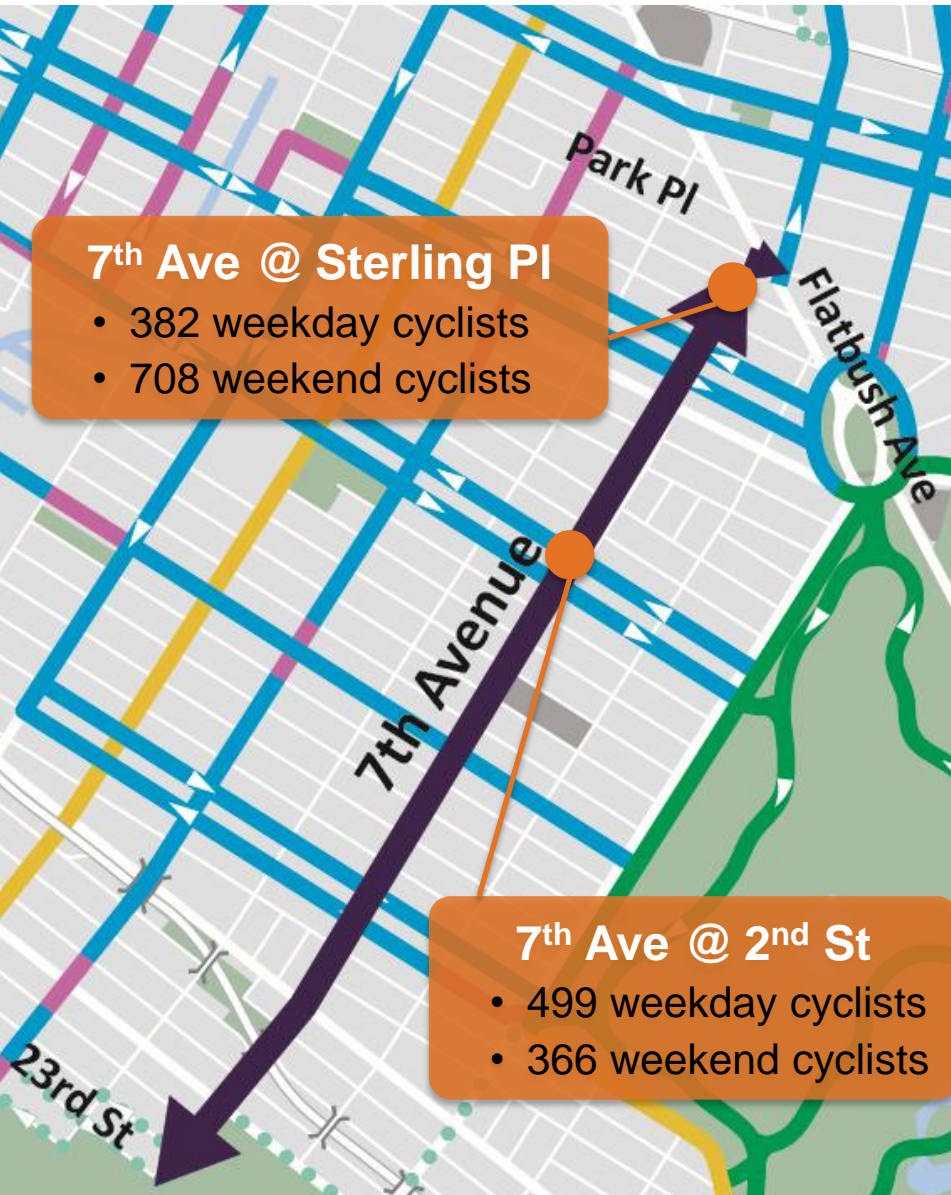 Park Pl
7th Ave @ Sterling Pl
• 382 weekday cyclists
• 708 weekend cyclists
Flatbush Ave
7th Avenue
7th Ave @ 2nd St
• 499 weekday cyclists
• 366 weekend cyclists
23rd St